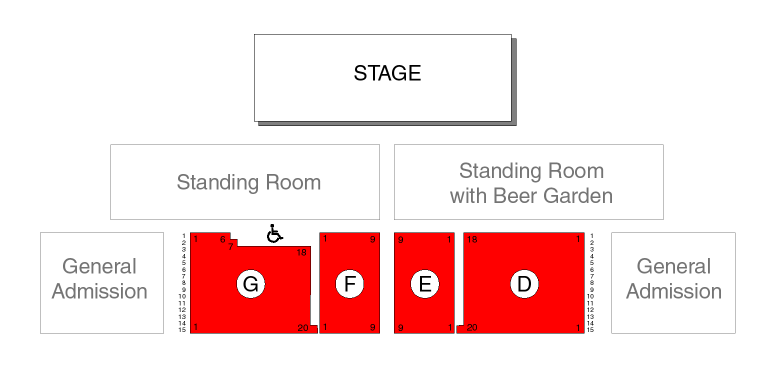 STAGE
Standing Room
Standing Room
with Beer Garden
General
Admission
1 6 7 18
G
1 20
1 9
F
1 9
9 1
E
9 1
18 1
D
20 1
General
Admission
1
2
3
4
5
6
7
8
9
10
11
12
13
14
15
1
2
3
4
5
6
7
8
9
10
11
12
13
14
15